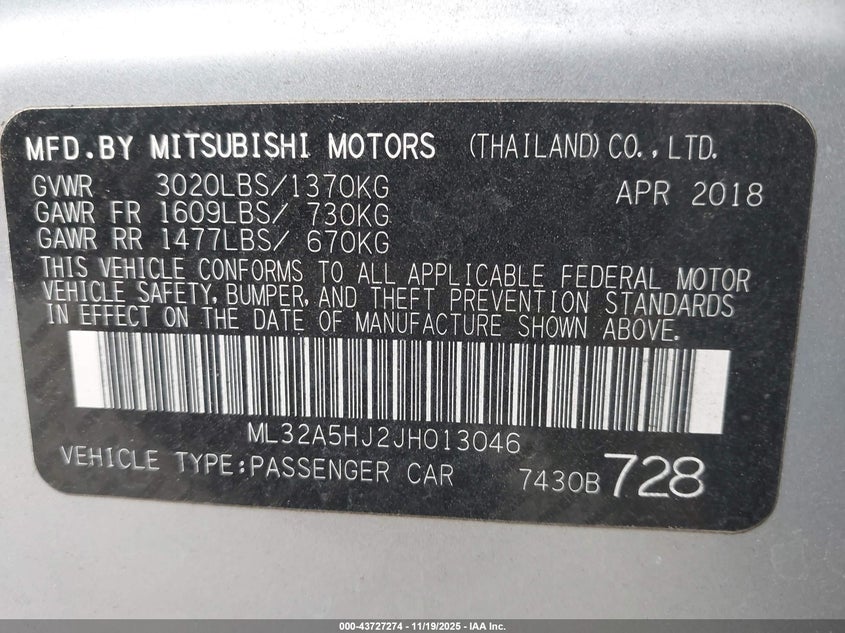 MFD.BY MITSUBISHI MOTORS (THAILAND) CO., LTD.
GVWR 3020LBS/1370KG APR 2018
GAWR FR 1609LBS/ 730KG
GAWR RR 1477LBS/ 670KG
THIS VEHICLE CONFORMS TO ALL APPLICABLE FEDERAL MOTOR
VEHICLE SAFETY, BUMPER, AND THEFT PREVENTION STANDARDS
IN EFFECT ON THE DATE OF MANUFACTURE SHOWN ABOVE.
ML32A5HJ2JH013046
VEHICLE TYPE:PASSENGER CAR 7430B 728
000-43727274 - 11/19/2025 - IAA Inc.